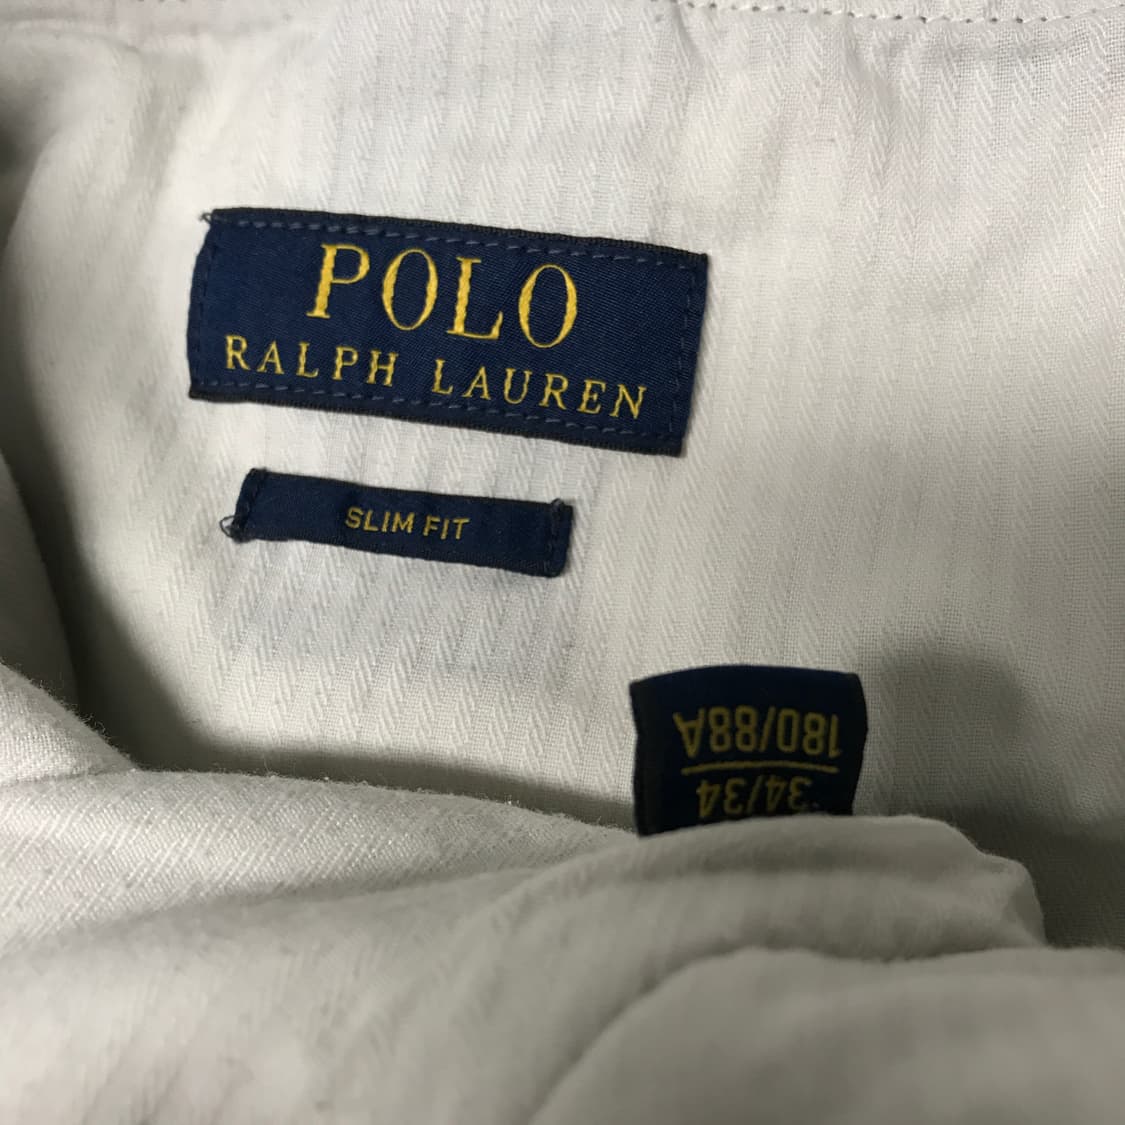 POLO
RALPH LAUREN
SLIM FIT
34/34
180/88A